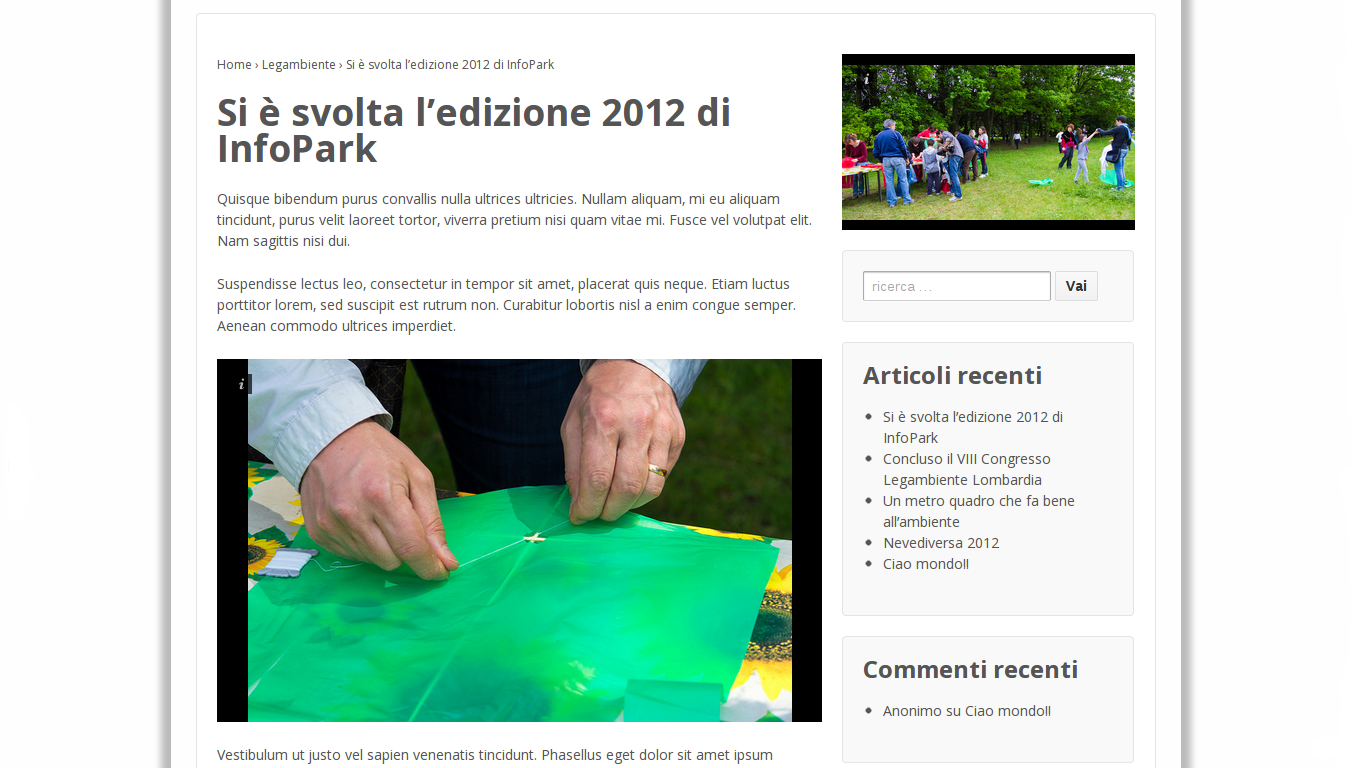 Home › Legambiente › Si è svolta l’edizione 2012 di InfoPark
Si è svolta l’edizione 2012 di
InfoPark
Quisque bibendum purus convallis nulla ultrices ultricies. Nullam aliquam, mi eu aliquam
tincidunt, purus velit laoreet tortor, viverra pretium nisi quam vitae mi. Fusce vel volutpat elit.
Nam sagittis nisi dui.
Suspendisse lectus leo, consectetur in tempor sit amet, placerat quis neque. Etiam luctus
porttitor lorem, sed suscipit est rutrum non. Curabitur lobortis nisl a enim congue semper.
Aenean commodo ultrices imperdiet.
i
Vestibulum ut justo vel sapien venenatis tincidunt. Phasellus eget dolor sit amet ipsum
i
ricerca …
Vai
Articoli recenti
Si è svolta l’edizione 2012 di
InfoPark
Concluso il VIII Congresso
Legambiente Lombardia
Un metro quadro che fa bene
all’ambiente
Nevediversa 2012
Ciao mondo!!
Commenti recenti
Anonimo su Ciao mondo!!